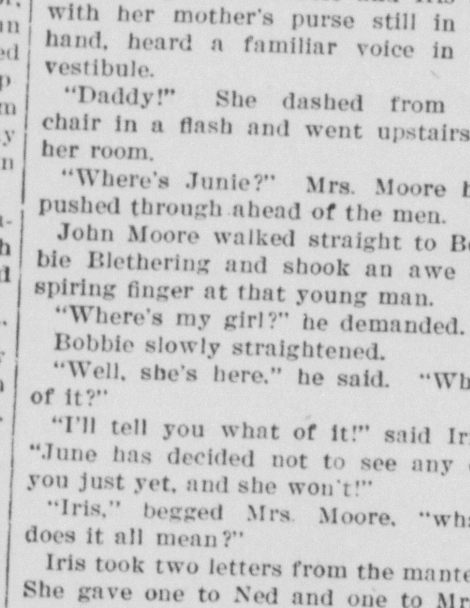 with her mother's purse still in
hand, heard a familiar voice in
vestibule.
"Daddy!" She dashed from
chair in a flash and went upstairs
her room.
"Where's Junie?" Mrs. Moore
pushed through ahead of the men.
John Moore walked straight to
bie Blethering and shook an awe
spiring finger at that young man.
"Where's my girl?" he demanded.
Bobbie slowly straightened.
"Well, she's here," he said.
of it?"
"I'll tell you what of it!" said
"June has decided not to see any
you just yet, and she won't!"
"Iris," begged Mrs. Moore,
does it all mean?"
Iris took two letters from the
She gave one to Ned and one to